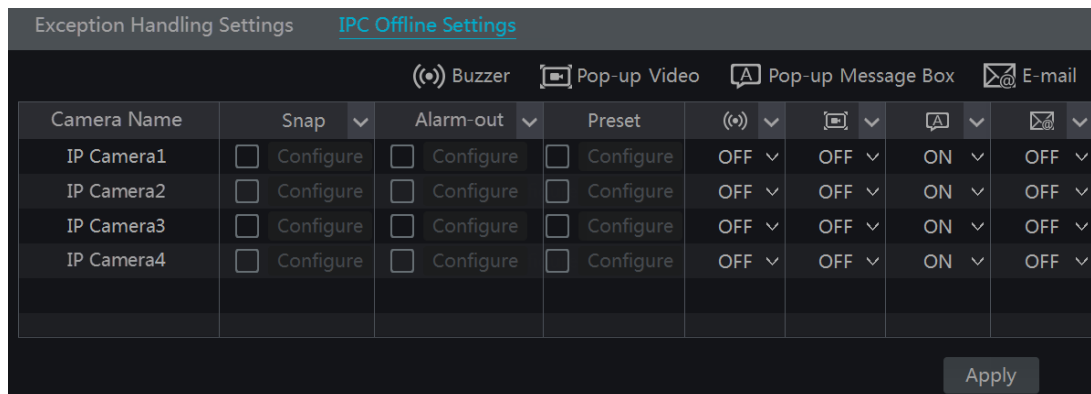 Exception Handling Settings IPC Offline Settings
Buzzer Pop-up Video Pop-up Message Box E-mail
Camera Name Snap Alarm-out Preset
IP Camera1 Configure Configure Configure OFF OFF ON OFF
IP Camera2 Configure Configure Configure OFF OFF ON OFF
IP Camera3 Configure Configure Configure OFF OFF ON OFF
IP Camera4 Configure Configure Configure OFF OFF ON OFF
Apply